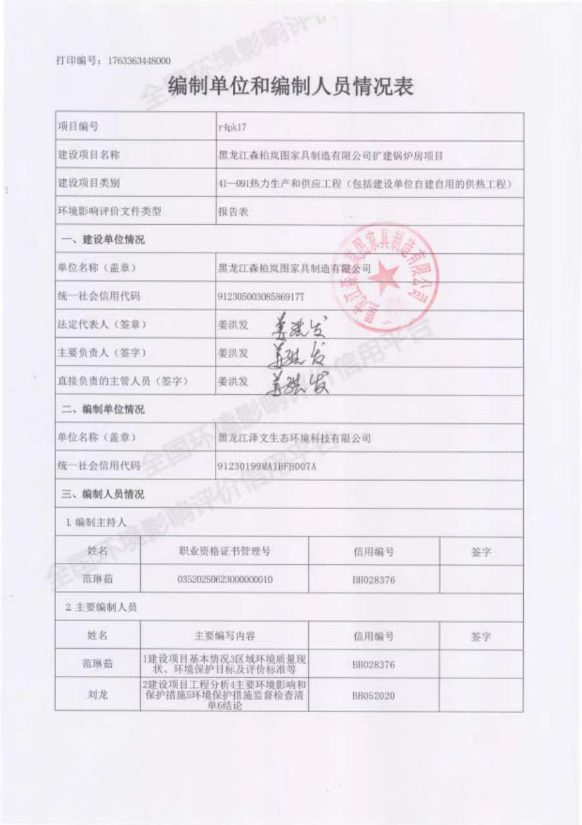 打印编号：1763363448000
编制单位和编制人员情况表
项目编号 r4pk17
建设项目名称 黑龙江森柏岚图家具制造有限公司扩建锅炉房项目
建设项目类别 41—091热力生产和供应工程（包括建设单位自建自用的供热工程）
环境影响评价文件类型 报告表
一、建设单位情况
单位名称（盖章） 黑龙江森柏岚图家具制造有限公司
统一社会信用代码 91230500308586917T
法定代表人（签章） 姜洪发 姜洪发
主要负责人（签字） 姜洪发 姜洪发
直接负责的主管人员（签字） 姜洪发 姜洪发
二、编制单位情况
单位名称（盖章） 黑龙江泽文生态环境科技有限公司
统一社会信用代码 91230199MA1BFH007A
三、编制人员情况
1.编制主持人
姓名 职业资格证书管理号 信用编号 签字
范琳茹 03520250623000000010 BH028376
2.主要编制人员
姓名 主要编写内容 信用编号 签字
范琳茹 1建设项目基本情况3区域环境质量现
状、环境保护目标及评价标准等 BH028376
刘龙 2建设项目工程分析4主要环境影响和
保护措施5环境保护措施监督检查清
单6结论 BH052020
全国环境影响评价信用平台
全国环境影响评价信用平台